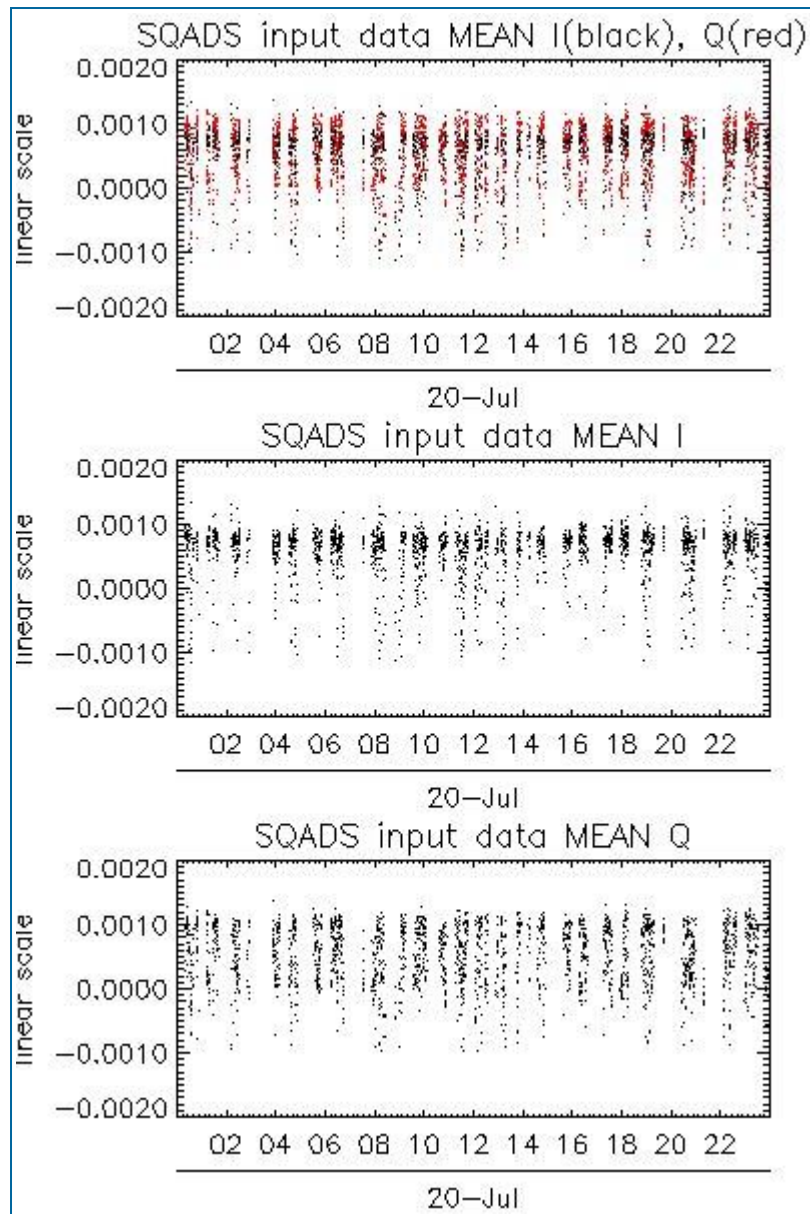 SQADS input data MEAN I(black), Q(red)
linear scale
0.0020
0.0010
0.0000
−0.0010
−0.0020
02 04 06 08 10 12 14 16 18 20 22
20−Jul
SQADS input data MEAN I
linear scale
0.0020
0.0010
0.0000
−0.0010
−0.0020
02 04 06 08 10 12 14 16 18 20 22
20−Jul
SQADS input data MEAN Q
linear scale
0.0020
0.0010
0.0000
−0.0010
−0.0020
02 04 06 08 10 12 14 16 18 20 22
20−Jul